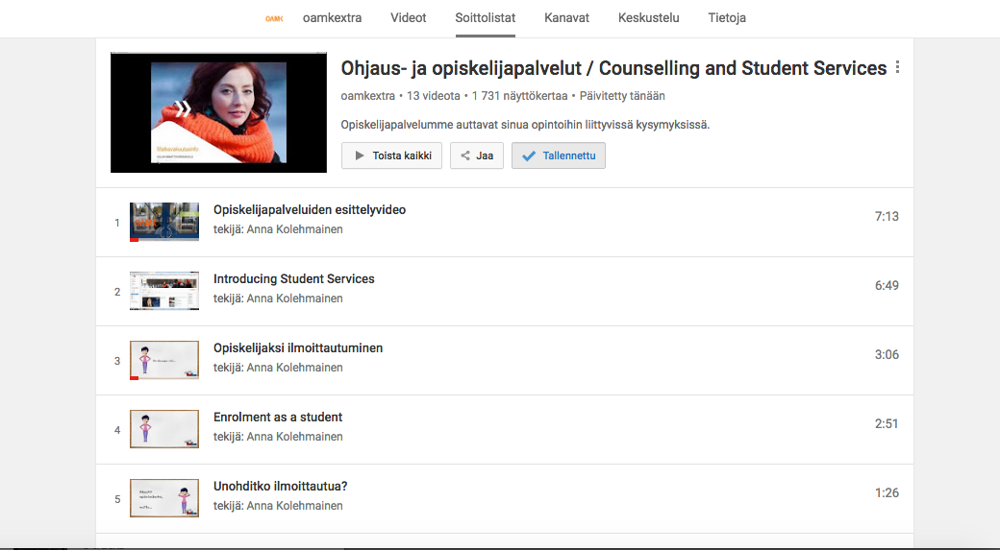 OAMK oamkextra Videot Soittolistat Kanavat Keskustelu Tietoja
Ohjaus- ja opiskelijapalvelut / Counselling and Student Services
oamkextra • 13 videota • 1 731 näyttökertaa • Päivitetty tänään
Opiskelijapalvelumme auttavat sinua opintoihin liittyvissä kysymyksissä.
Toista kaikki Jaa Tallennettu
1 Opiskelijapalveluiden esittelyvideo 7:13
tekijä: Anna Kolehmainen
2 Introducing Student Services 6:49
tekijä: Anna Kolehmainen
3 Opiskelijaksi ilmoittautuminen 3:06
tekijä: Anna Kolehmainen
4 Enrolment as a student 2:51
tekijä: Anna Kolehmainen
5 Unohditko ilmoittautua? 1:26
tekijä: Anna Kolehmainen